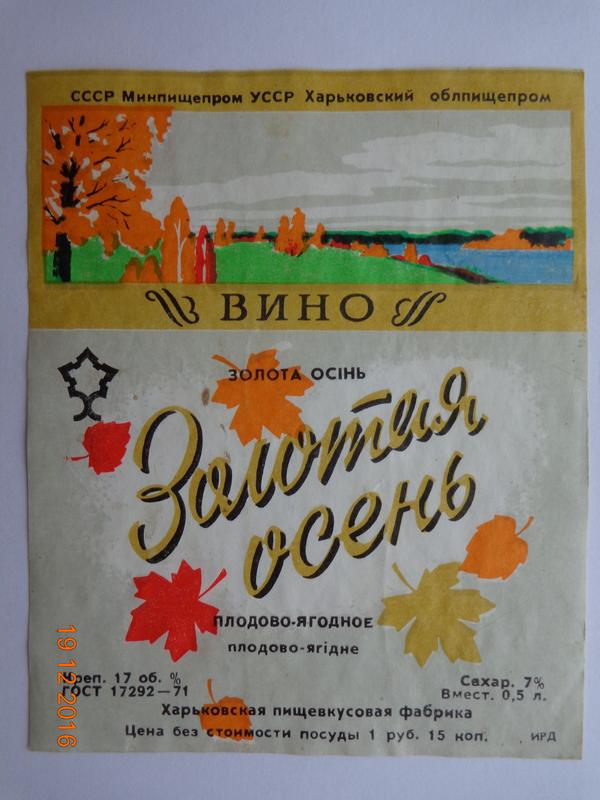 СССР Минпищепром УССР Харьковский облпищепром
ВИНО
ЗОЛОТА ОСІНЬ
Золотая
осень
ПЛОДОВО-ЯГОДНОЕ
плодово-ягідне
Креп. 17 об. %
ГОСТ 17292—71
Сахар. 7%
Вмест. 0,5 л.
Харьковская пищевкусовая фабрика
Цена без стоимости посуды 1 руб. 15 коп.
ИРД
19 12 2016